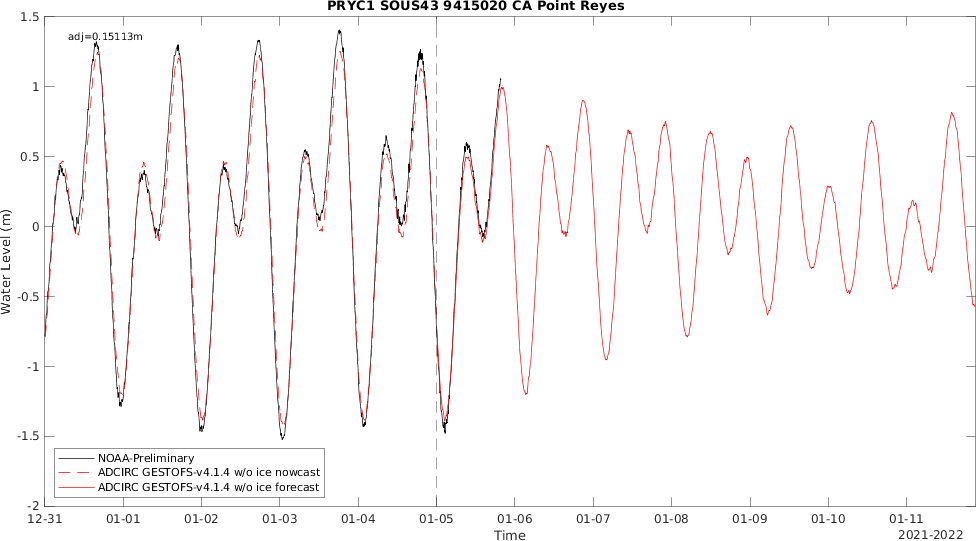 PRYC1 SOUS43 9415020 CA Point Reyes
adj=0.15113m
1.5
1
0.5
0
-0.5
-1
-1.5
-2
Water Level (m)
NOAA-Preliminary
ADCIRC GESTOFS-v4.1.4 w/o ice nowcast
ADCIRC GESTOFS-v4.1.4 w/o ice forecast
12-31 01-01 01-02 01-03 01-04 01-05 01-06 01-07 01-08 01-09 01-10 01-11
Time
2021-2022